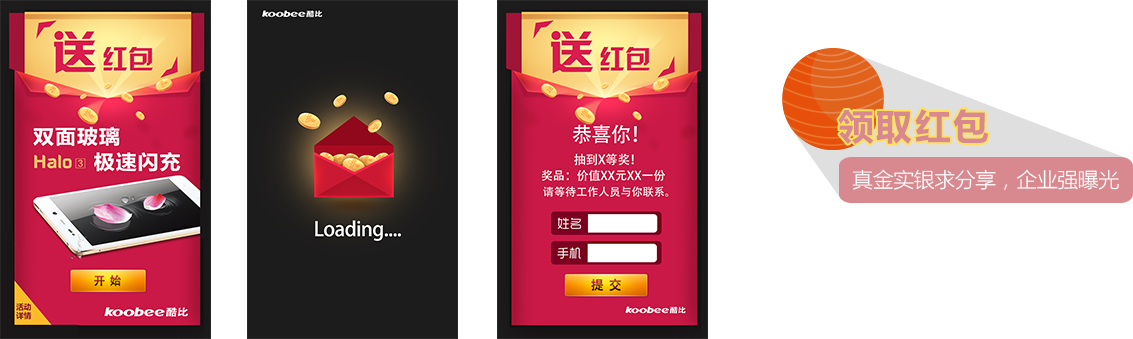 送 红包
双面玻璃
Halo 3 极速闪充
开始
活动
详情
koobee酷比
koobee酷比
Loading....
送 红包
恭喜你!
抽到X等奖!
奖品：价值XX元XX一份
请等待工作人员与你联系。
姓名
手机
提交
koobee酷比
领取红包
真金实银求分享，企业强曝光